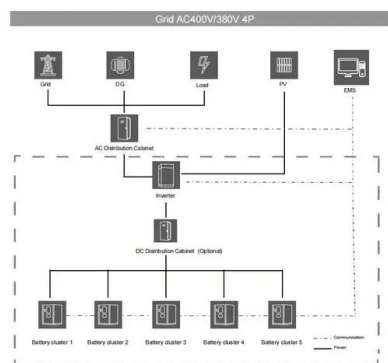 Grid AC400V/380V 4P
Grid DG Load PV EMS
AC Distribution Cabinet
Inverter
DC Distribution Cabinet (Optional)
Battery cluster 1 Battery cluster 2 Battery cluster 3 Battery cluster 4 Battery cluster 5
Communication
Power